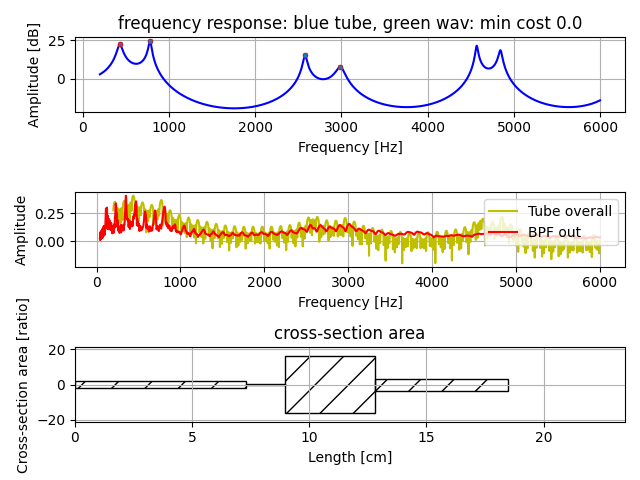 frequency response: blue tube, green wav: min cost 0.0
Amplitude [dB]
25
0
0 1000 2000 3000 4000 5000 6000
Frequency [Hz]
Amplitude
0.25
0.00
Tube overall
BPF out
0 1000 2000 3000 4000 5000 6000
Frequency [Hz]
cross-section area
Cross-section area [ratio]
20
0
−20
0 5 10 15 20
Length [cm]